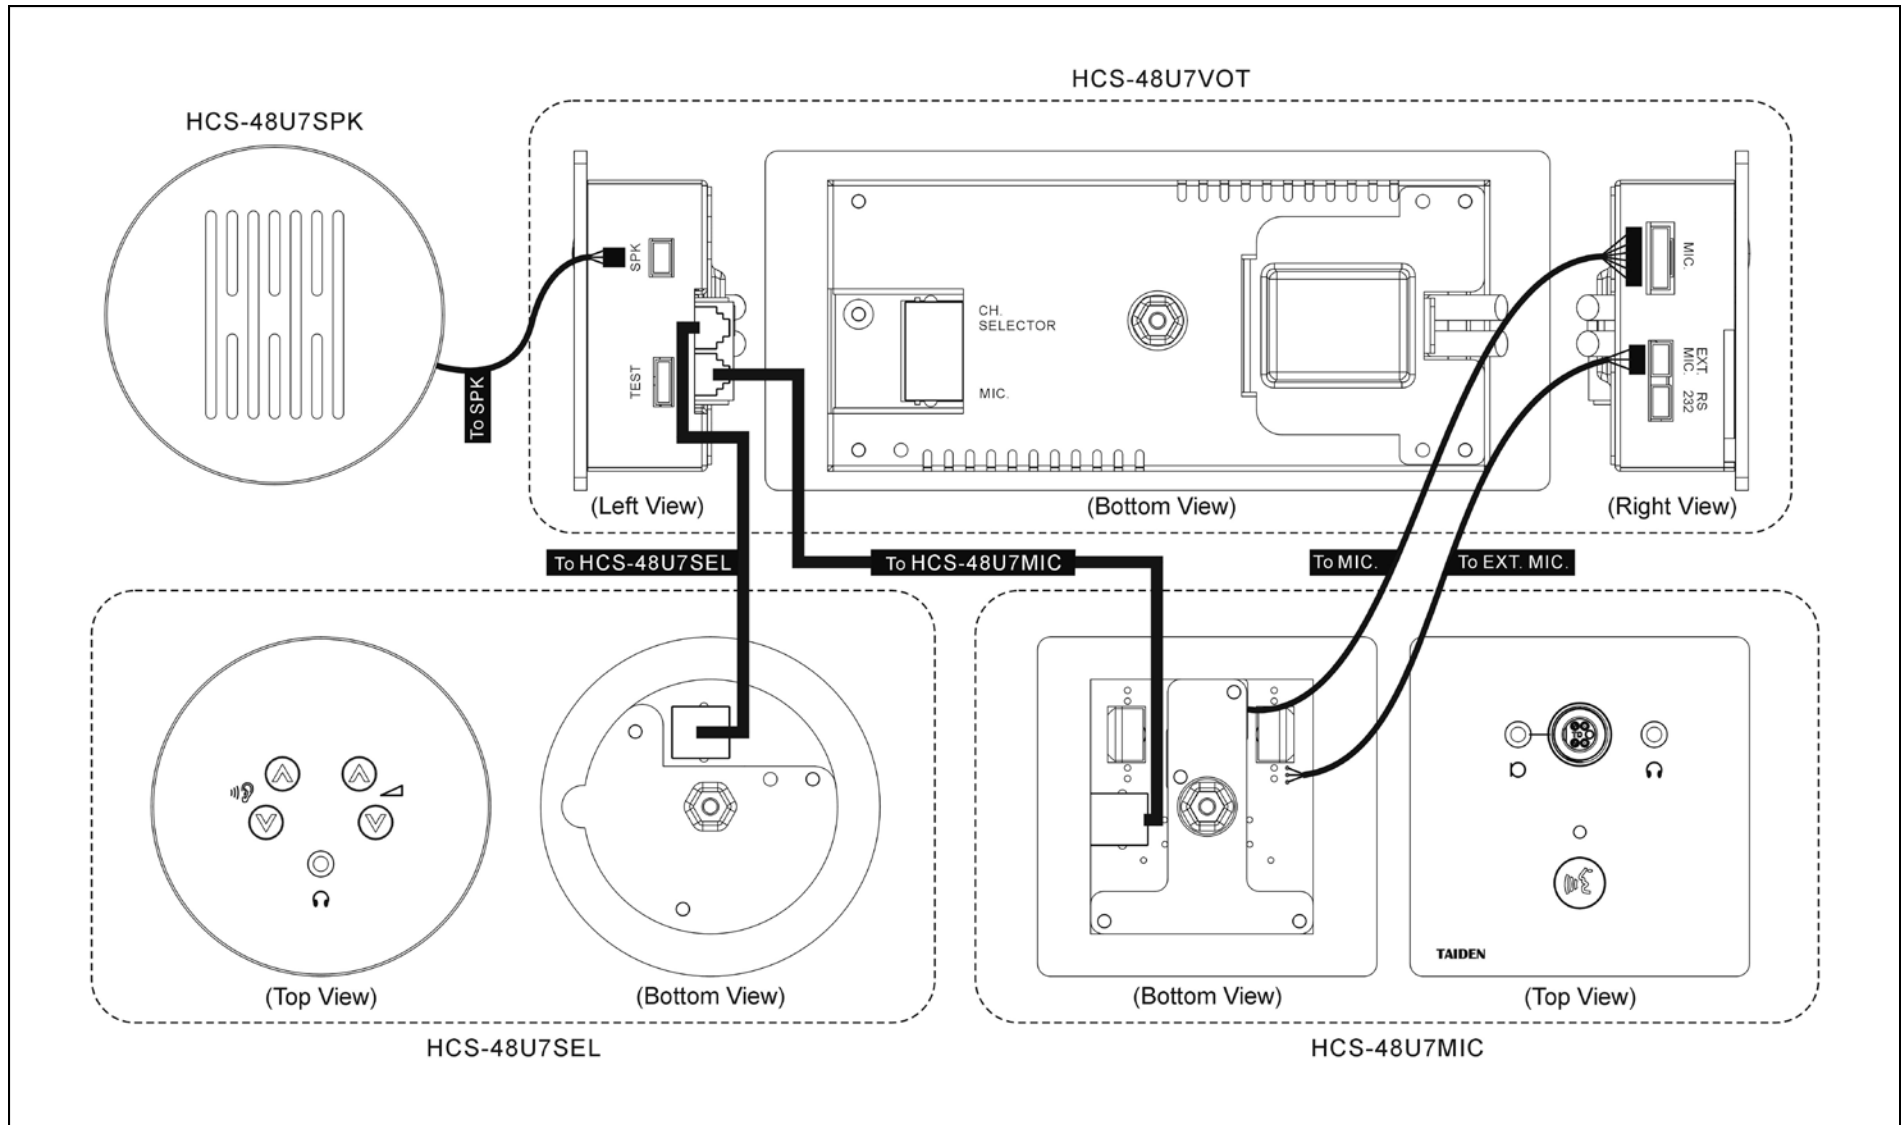 HCS-48U7VOT
HCS-48U7SPK
SPK
TEST
To SPK
CH.
SELECTOR
MIC.
MIC.
EXT.
MIC.
RS
232
(Left View)
(Bottom View)
(Right View)
To HCS-48U7SEL
To HCS-48U7MIC
To MIC.
To EXT. MIC.
TAIDEN
(Top View)
(Bottom View)
(Bottom View)
(Top View)
HCS-48U7SEL
HCS-48U7MIC